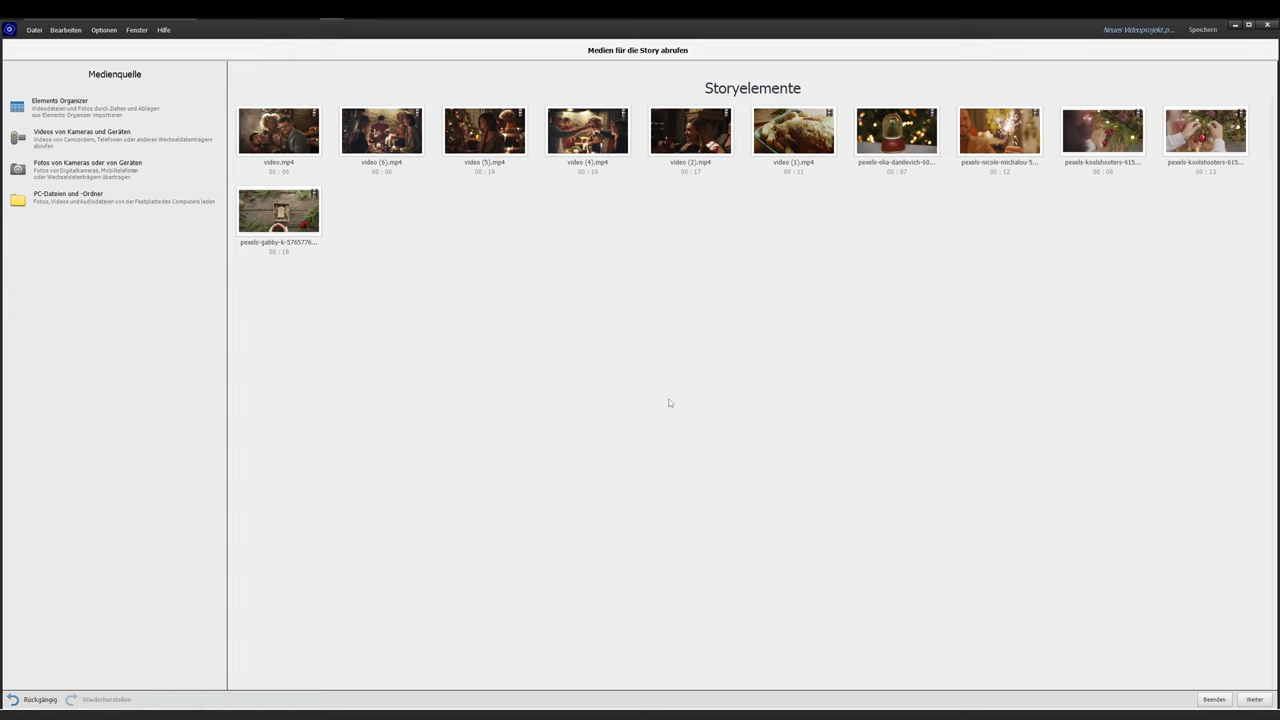 Datei Bearbeiten Optionen Fenster Hilfe
Neues Videoprojekt.p... Speichern
Medien für die Story abrufen
Medienquelle
Elements Organizer
Videodateien und Fotos durch Ziehen und Ablegen
aus Elements Organizer importieren
Videos von Kameras und Geräten
Videos von Camcordern, Telefonen oder anderen Wechseldatenträgern
abrufen
Fotos von Kameras oder von Geräten
Fotos von Digitalkameras, Mobiltelefonen
oder Wechseldatenträgern übertragen
PC-Dateien und -Ordner
Fotos, Videos und Audiodateien von der Festplatte des Computers laden
Storyelemente
video.mp4 video (6).mp4 video (5).mp4 video (4).mp4 video (2).mp4 video (1).mp4 pexels-olia-danilevich-60... pexels-nicole-michalou-5... pexels-koolshooters-615... pexels-koolshooters-615...
00 : 06 00 : 06 00 : 19 00 : 10 00 : 17 00 : 11 00 : 07 00 : 12 00 : 06 00 : 13
pexels-gabby-k-5765776...
00 : 18
Rückgängig Wiederherstellen
Beenden Weiter